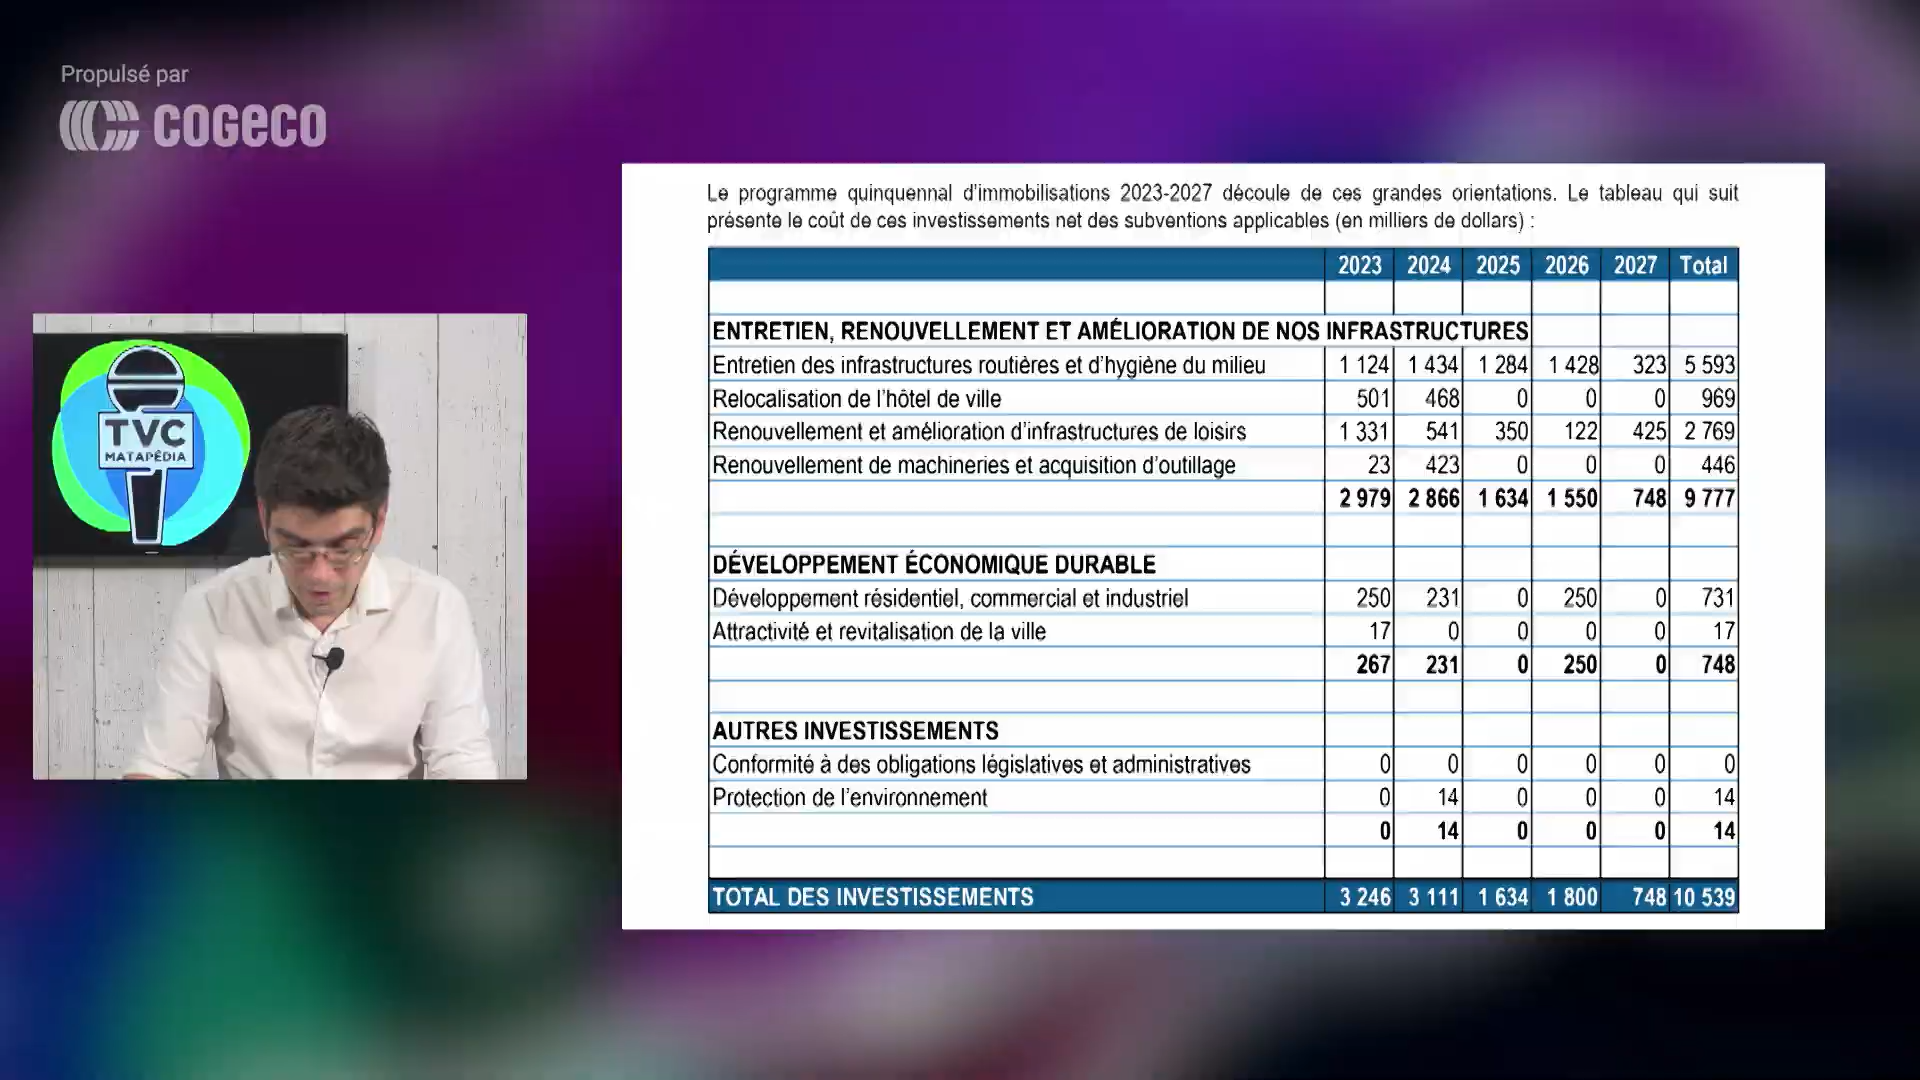 Propulsé par
COGECO
TVC
MATAPÉDIA
Le programme quinquennal d'immobilisations 2023-2027 découle de ces grandes orientations. Le tableau qui suit
présente le coût de ces investissements net des subventions applicables (en milliers de dollars) :
2023 2024 2025 2026 2027 Total
ENTRETIEN, RENOUVELLEMENT ET AMÉLIORATION DE NOS INFRASTRUCTURES
Entretien des infrastructures routières et d'hygiène du milieu 1 124 1 434 1 284 1 428 323 5 593
Relocalisation de l'hôtel de ville 501 468 0 0 0 969
Renouvellement et amélioration d'infrastructures de loisirs 1 331 541 350 122 425 2 769
Renouvellement de machineries et acquisition d'outillage 23 423 0 0 0 446
2 979 2 866 1 634 1 550 748 9 777
DÉVELOPPEMENT ÉCONOMIQUE DURABLE
Développement résidentiel, commercial et industriel 250 231 0 250 0 731
Attractivité et revitalisation de la ville 17 0 0 0 0 17
267 231 0 250 0 748
AUTRES INVESTISSEMENTS
Conformité à des obligations législatives et administratives 0 0 0 0 0 0
Protection de l'environnement 0 14 0 0 0 14
0 14 0 0 0 14
TOTAL DES INVESTISSEMENTS 3 246 3 111 1 634 1 800 748 10 539